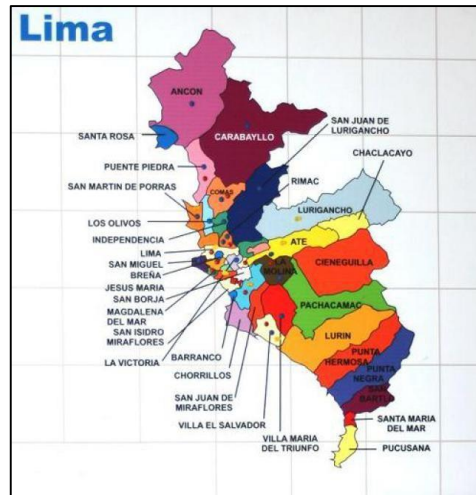 Lima
ANCON
SANTA ROSA
CARABAYLLO
SAN JUAN DE
LURIGANCHO
PUENTE PIEDRA
CHACLACAYO
COMAS
RIMAC
SAN MARTIN DE PORRAS
LURIGANCHO
LOS OLIVOS
INDEPENDENCIA
ATE
LIMA
SAN MIGUEL
LA
MOLINA
CIENEGUILLA
BREÑA
JESUS MARIA
SAN BORJA
PACHACAMAC
MAGDALENA
DEL MAR
SAN ISIDRO
MIRAFLORES
LURIN
LA VICTORIA
BARRANCO
PUNTA
HERMOSA
CHORRILLOS
PUNTA
NEGRA
SAN
BARTLO
SAN JUAN DE
MIRAFLORES
VILLA EL SALVADOR
SANTA MARIA
DEL MAR
VILLA MARIA
DEL TRIUNFO
PUCUSANA